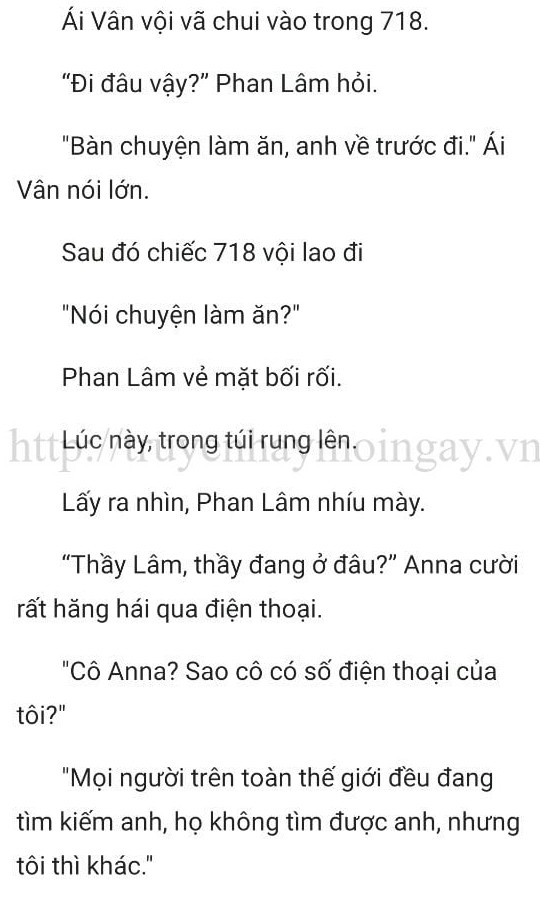 Ái Vân vội vã chui vào trong 718.
“Đi đâu vậy?” Phan Lâm hỏi.
"Bàn chuyện làm ăn, anh về trước đi." Ái
Vân nói lớn.
Sau đó chiếc 718 vội lao đi
"Nói chuyện làm ăn?"
Phan Lâm vẻ mặt bối rối.
Lúc này, trong túi rung lên.
http://truyenhaymoingay.vn
Lấy ra nhìn, Phan Lâm nhíu mày.
“Thầy Lâm, thầy đang ở đâu?” Anna cười
rất hăng hái qua điện thoại.
"Cô Anna? Sao cô có số điện thoại của
tôi?"
"Mọi người trên toàn thế giới đều đang
tìm kiếm anh, họ không tìm được anh, nhưng
tôi thì khác."